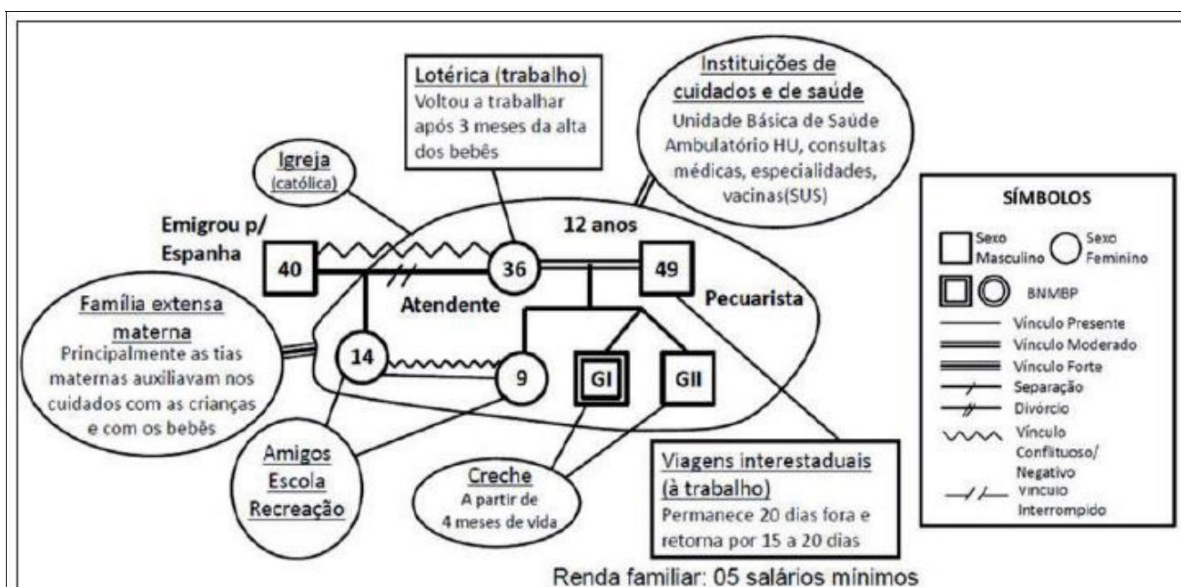 Lotérica (trabalho)
Voltou a trabalhar
após 3 meses da alta
dos bebês
Instituições de
cuidados e de saúde
Unidade Básica de Saúde
Ambulatório HU, consultas
médicas, especialidades,
vacinas(SUS)
Igreja
(católica)
Emigrou p/
Espanha
40
36
12 anos
49
Atendente
Pecuarista
Família extensa
materna
Principalmente as tias
maternas auxiliavam nos
cuidados com as crianças
e com os bebês
14
9
GI
GII
Amigos
Escola
Recreação
Creche
A partir de
4 meses de vida
Viagens interestaduais
(à trabalho)
Permanece 20 dias fora e
retorna por 15 a 20 dias
Renda familiar: 05 salários mínimos
SÍMBOLOS
Sexo
Masculino
Sexo
Feminino
BNMBP
Vínculo Presente
Vínculo Moderado
Vínculo Forte
Separação
Divórcio
Vínculo
Conflituoso/
Negativo
vinculo
Interrompido